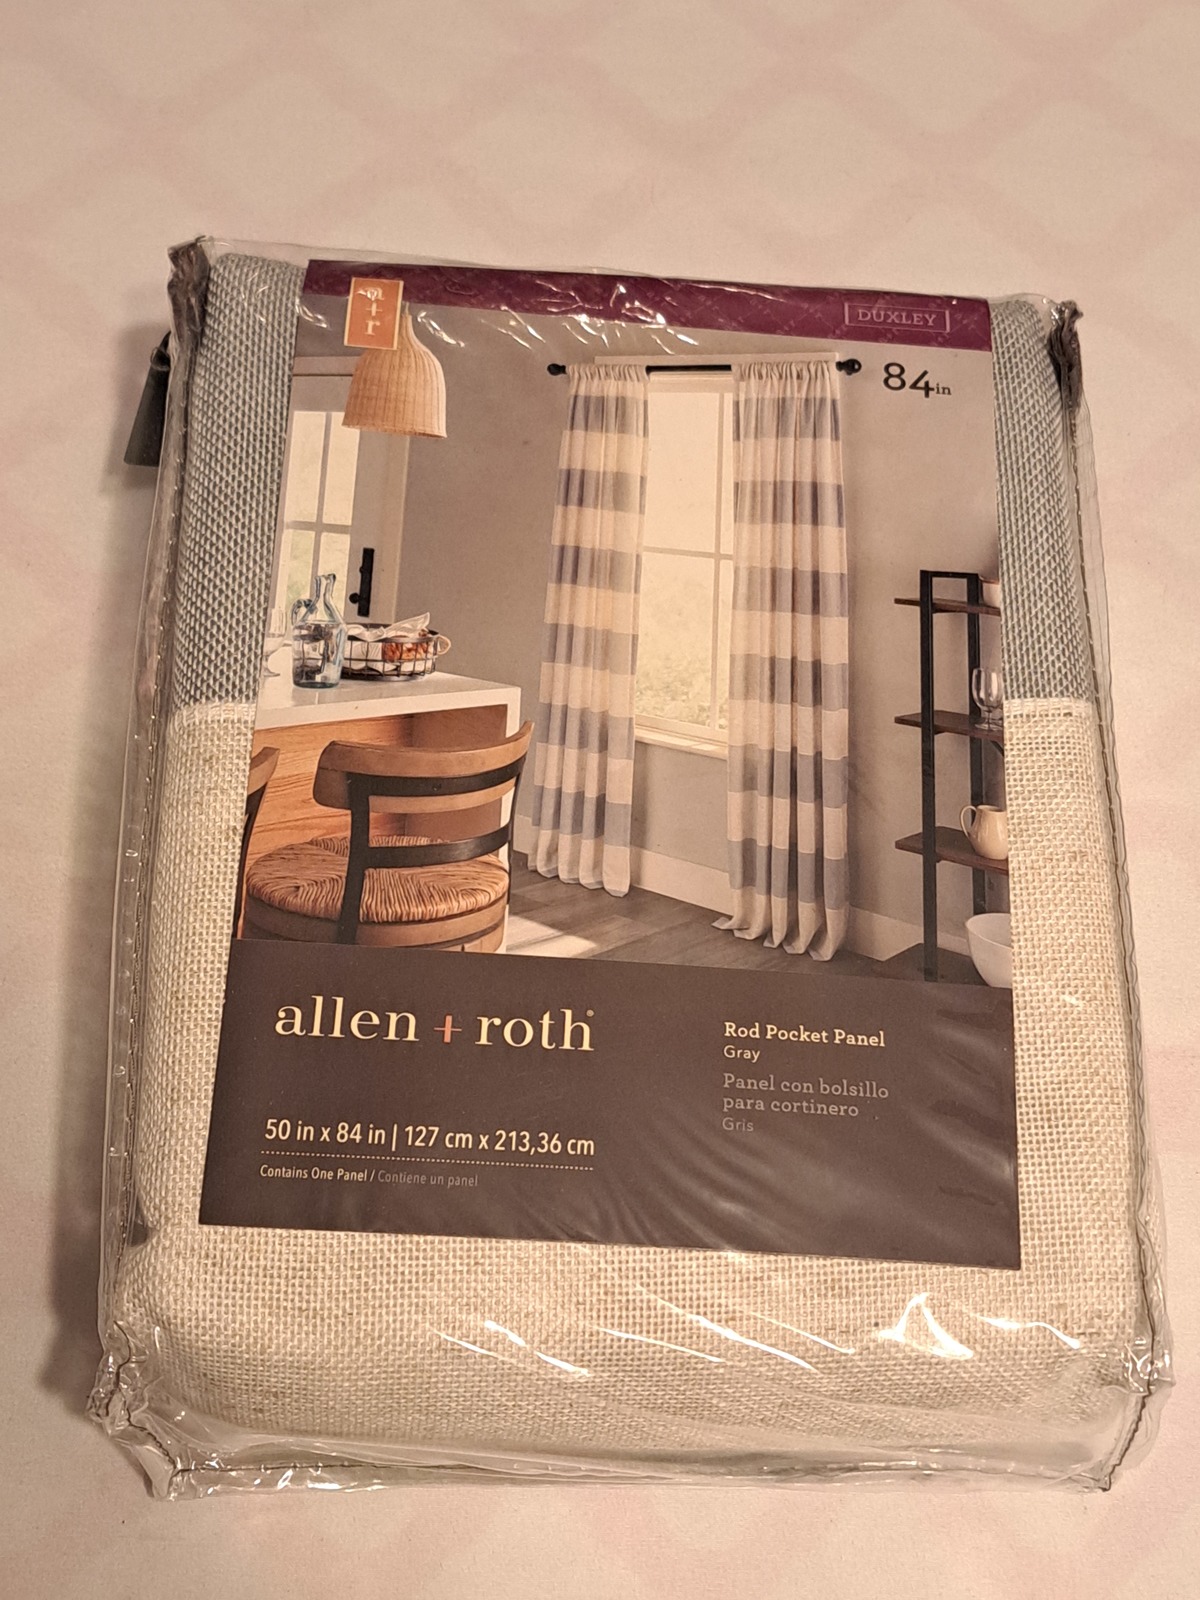 a
+
r
DUXLEY
84in
allen + roth®
Rod Pocket Panel
Gray
Panel con bolsillo
para cortinero
Gris
50 in x 84 in | 127 cm x 213,36 cm
Contains One Panel / Contiene un panel